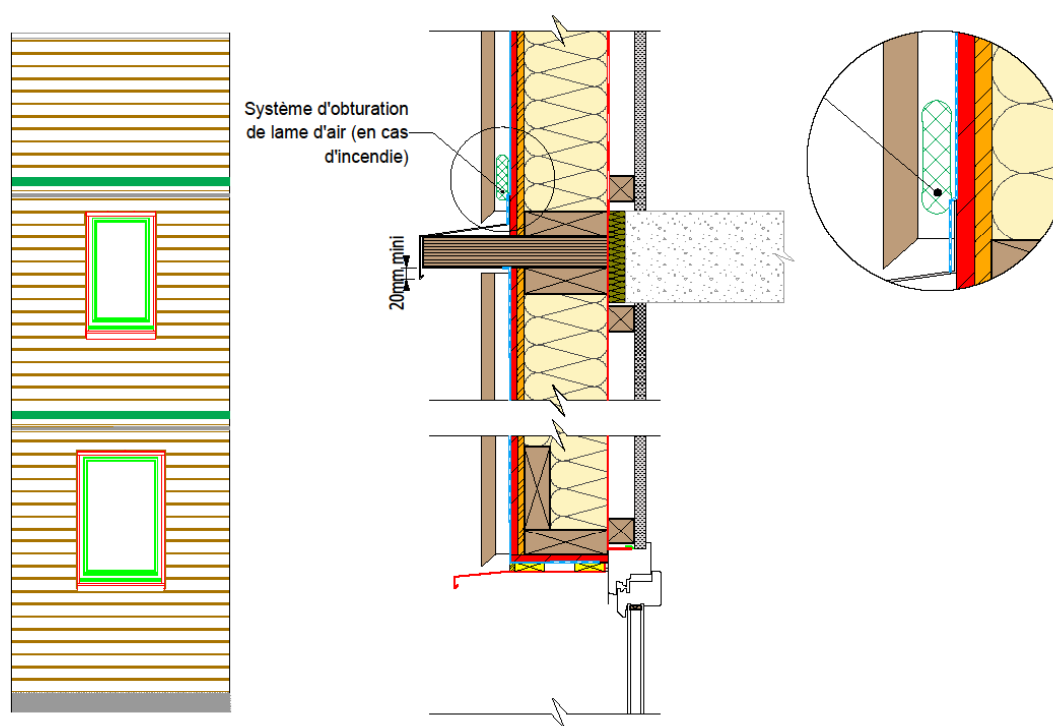 Système d'obturation
de lame d'air (en cas
d'incendie)
20mm mini